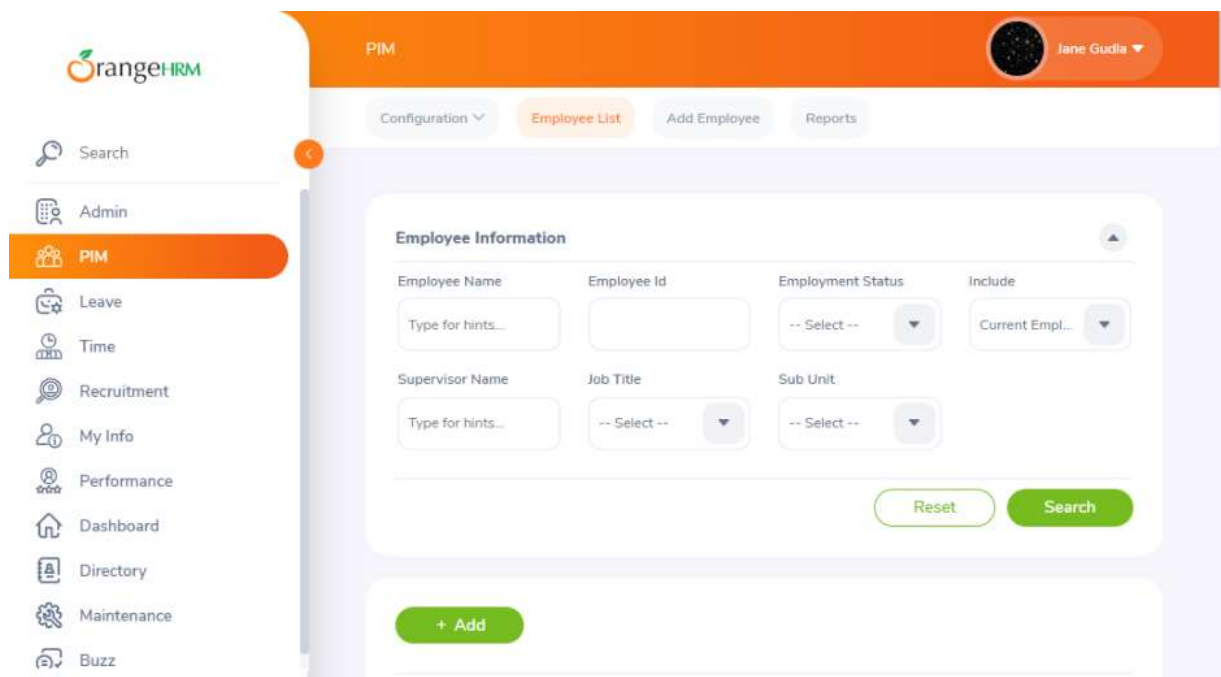 OrangeHRM
Search
Admin
PIM
Leave
Time
Recruitment
My Info
Performance
Dashboard
Directory
Maintenance
Buzz
PIM
Jane Gudla
Configuration
Employee List
Add Employee
Reports
Employee Information
Employee Name
Employee Id
Employment Status
Include
Type for hints...
-- Select --
Current Empl...
Supervisor Name
Job Title
Sub Unit
Type for hints...
-- Select --
-- Select --
Reset
Search
+ Add